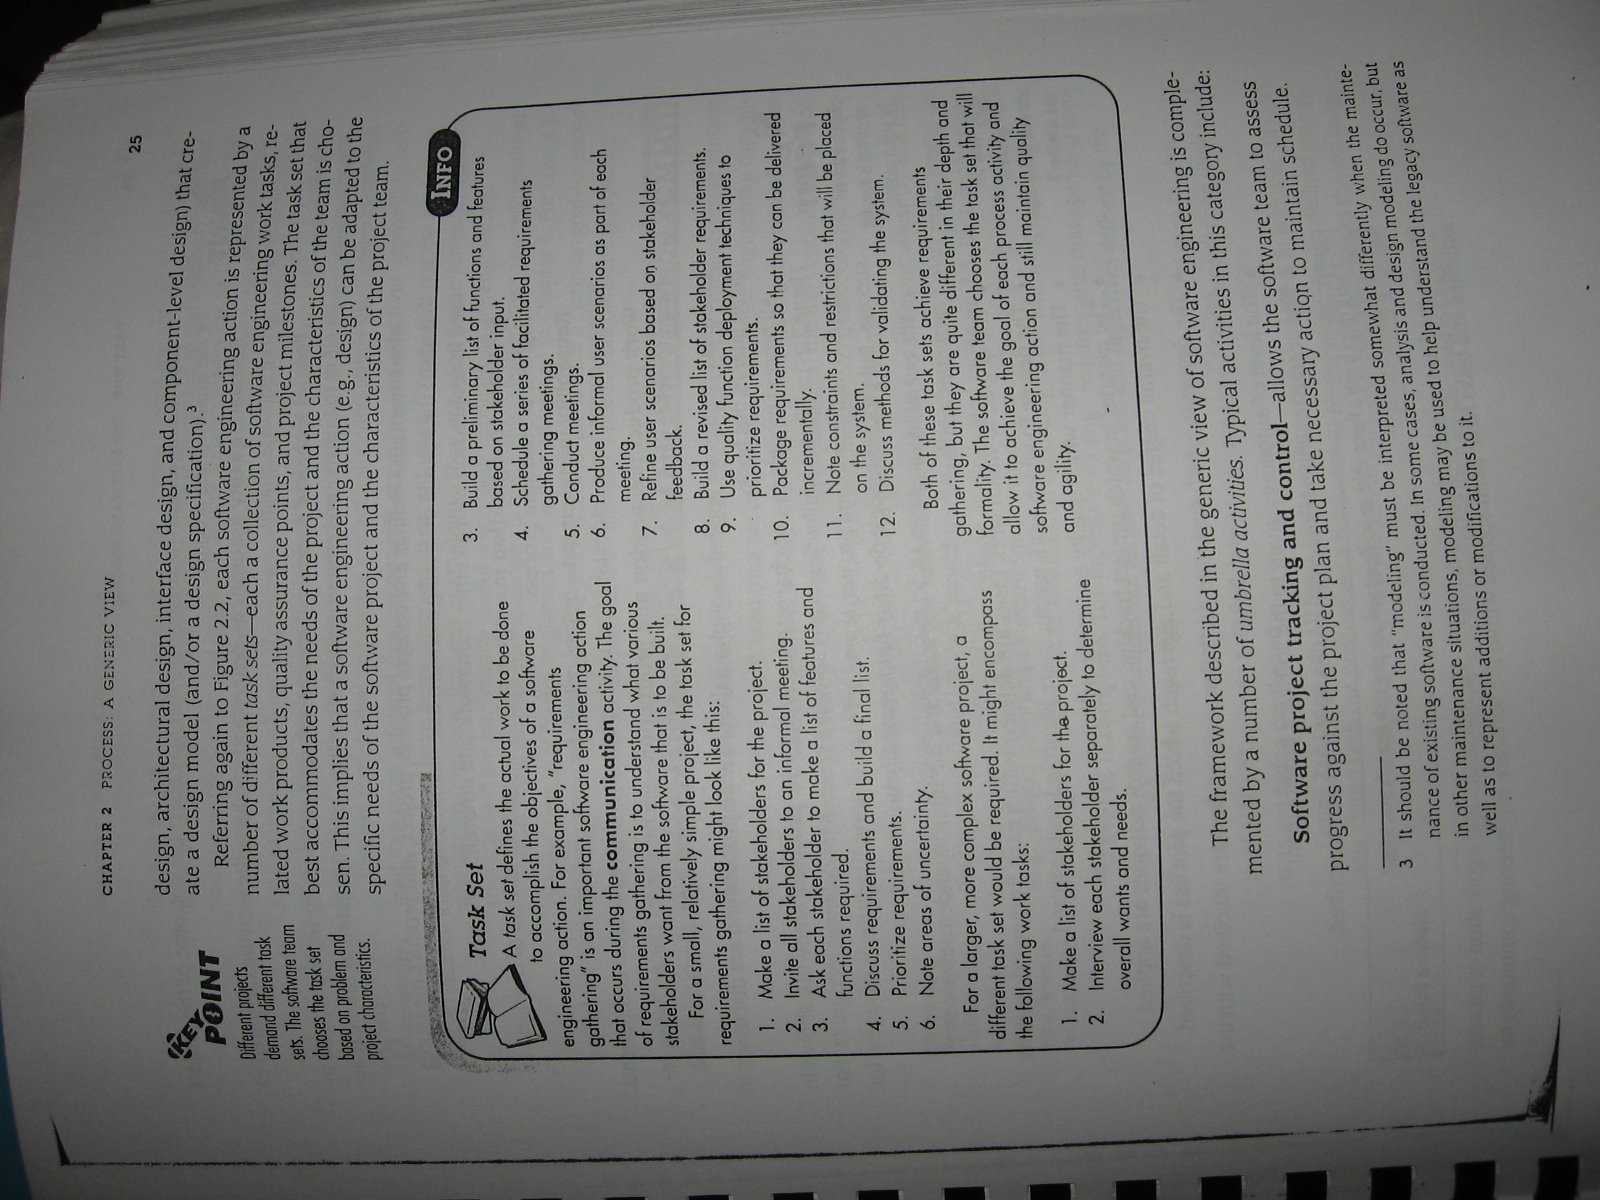 CHAPTER 2 PROCESS: A GENERIC VIEW
25
design, architectural design, interface design, and component-level design) that cre-
ate a design model (and/or a design specification).³
Referring again to Figure 2.2, each software engineering action is represented by a
number of different task sets—each a collection of software engineering work tasks, re-
lated work products, quality assurance points, and project milestones. The task set that
best accommodates the needs of the project and the characteristics of the team is cho-
sen. This implies that a software engineering action (e.g., design) can be adapted to the
specific needs of the software project and the characteristics of the project team.
KEY
POINT
Different projects
demand different task
sets. The software team
chooses the task set
based on problem and
project characteristics.
INFO
Task Set
A task set defines the actual work to be done
to accomplish the objectives of a software
engineering action. For example, “requirements
gathering” is an important software engineering action
that occurs during the communication activity. The goal
of requirements gathering is to understand what various
stakeholders want from the software that is to be built.
For a small, relatively simple project, the task set for
requirements gathering might look like this:
1. Make a list of stakeholders for the project.
2. Invite all stakeholders to an informal meeting.
3. Ask each stakeholder to make a list of features and
functions required.
4. Discuss requirements and build a final list.
5. Prioritize requirements.
6. Note areas of uncertainty.
For a larger, more complex software project, a
different task set would be required. It might encompass
the following work tasks:
1. Make a list of stakeholders for the project.
2. Interview each stakeholder separately to determine
overall wants and needs.
3. Build a preliminary list of functions and features
based on stakeholder input.
4. Schedule a series of facilitated requirements
gathering meetings.
5. Conduct meetings.
6. Produce informal user scenarios as part of each
meeting.
7. Refine user scenarios based on stakeholder
feedback.
8. Build a revised list of stakeholder requirements.
9. Use quality function deployment techniques to
prioritize requirements.
10. Package requirements so that they can be delivered
incrementally.
11. Note constraints and restrictions that will be placed
on the system.
12. Discuss methods for validating the system.
Both of these task sets achieve requirements
gathering, but they are quite different in their depth and
formality. The software team chooses the task set that will
allow it to achieve the goal of each process activity and
software engineering action and still maintain quality
and agility.
The framework described in the generic view of software engineering is comple-
mented by a number of umbrella activities. Typical activities in this category include:
Software project tracking and control—allows the software team to assess
progress against the project plan and take necessary action to maintain schedule.
3 It should be noted that “modeling” must be interpreted somewhat differently when the mainte-
nance of existing software is conducted. In some cases, analysis and design modeling do occur, but
in other maintenance situations, modeling may be used to help understand the legacy software as
well as to represent additions or modifications to it.